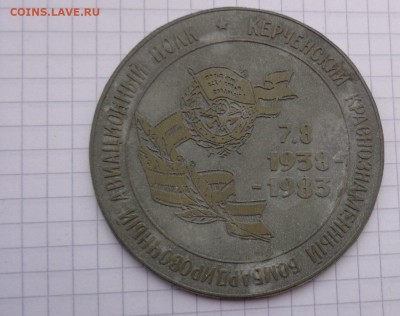 COINS.LAVE.RU
★ КЕРЧЕНСКИЙ КРАСНОЗНАМЕННЫЙ БОМБАРДИРОВОЧНЫЙ АВИАЦИОННЫЙ ПОЛК
7.8
1938-
-1983